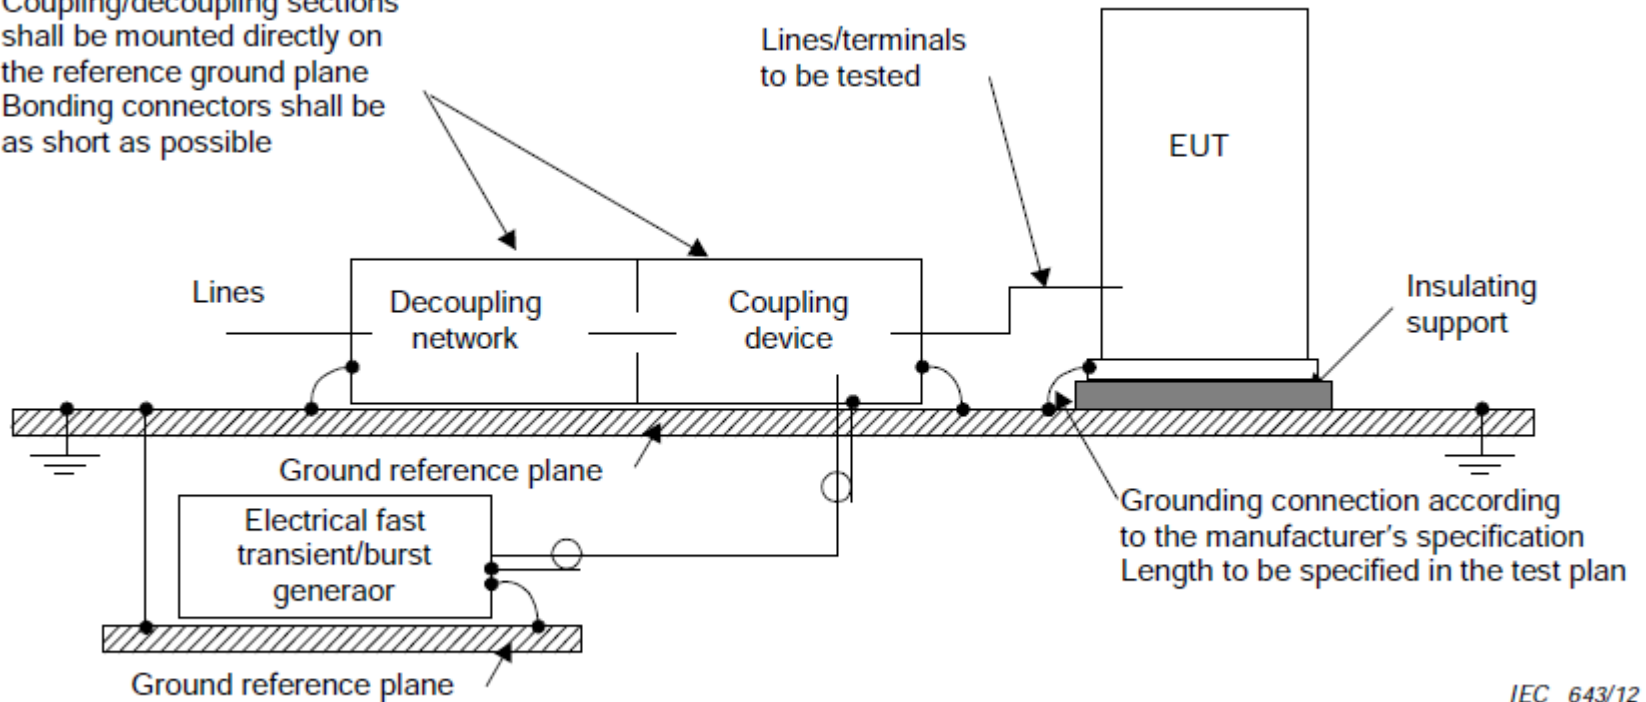 Coupling/decoupling sections
shall be mounted directly on
the reference ground plane
Bonding connectors shall be
as short as possible
Lines/terminals
to be tested
EUT
Lines
Decoupling
network
Coupling
device
Insulating
support
Ground reference plane
Electrical fast
transient/burst
generaor
Grounding connection according
to the manufacturer's specification
Length to be specified in the test plan
Ground reference plane
IEC 643/12